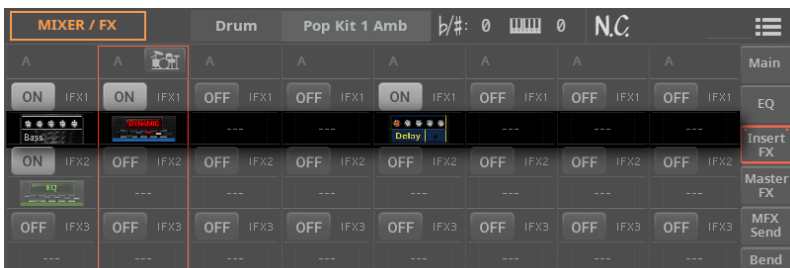 MIXER / FX Drum Pop Kit 1 Amb b/#: 0 0 N.C.
A A A A A A A A Main
ON IFX1 ON IFX1 OFF IFX1 OFF IFX1 ON IFX1 OFF IFX1 OFF IFX1 OFF IFX1 EQ
Bass DYNAMIC --- --- Delay --- --- --- Insert FX
ON IFX2 OFF IFX2 OFF IFX2 OFF IFX2 OFF IFX2 OFF IFX2 OFF IFX2 OFF IFX2
EQ --- --- --- --- --- --- --- Master FX
OFF IFX3 OFF IFX3 OFF IFX3 OFF IFX3 OFF IFX3 OFF IFX3 OFF IFX3 OFF IFX3 MFX Send
--- --- --- --- --- --- --- --- Bend